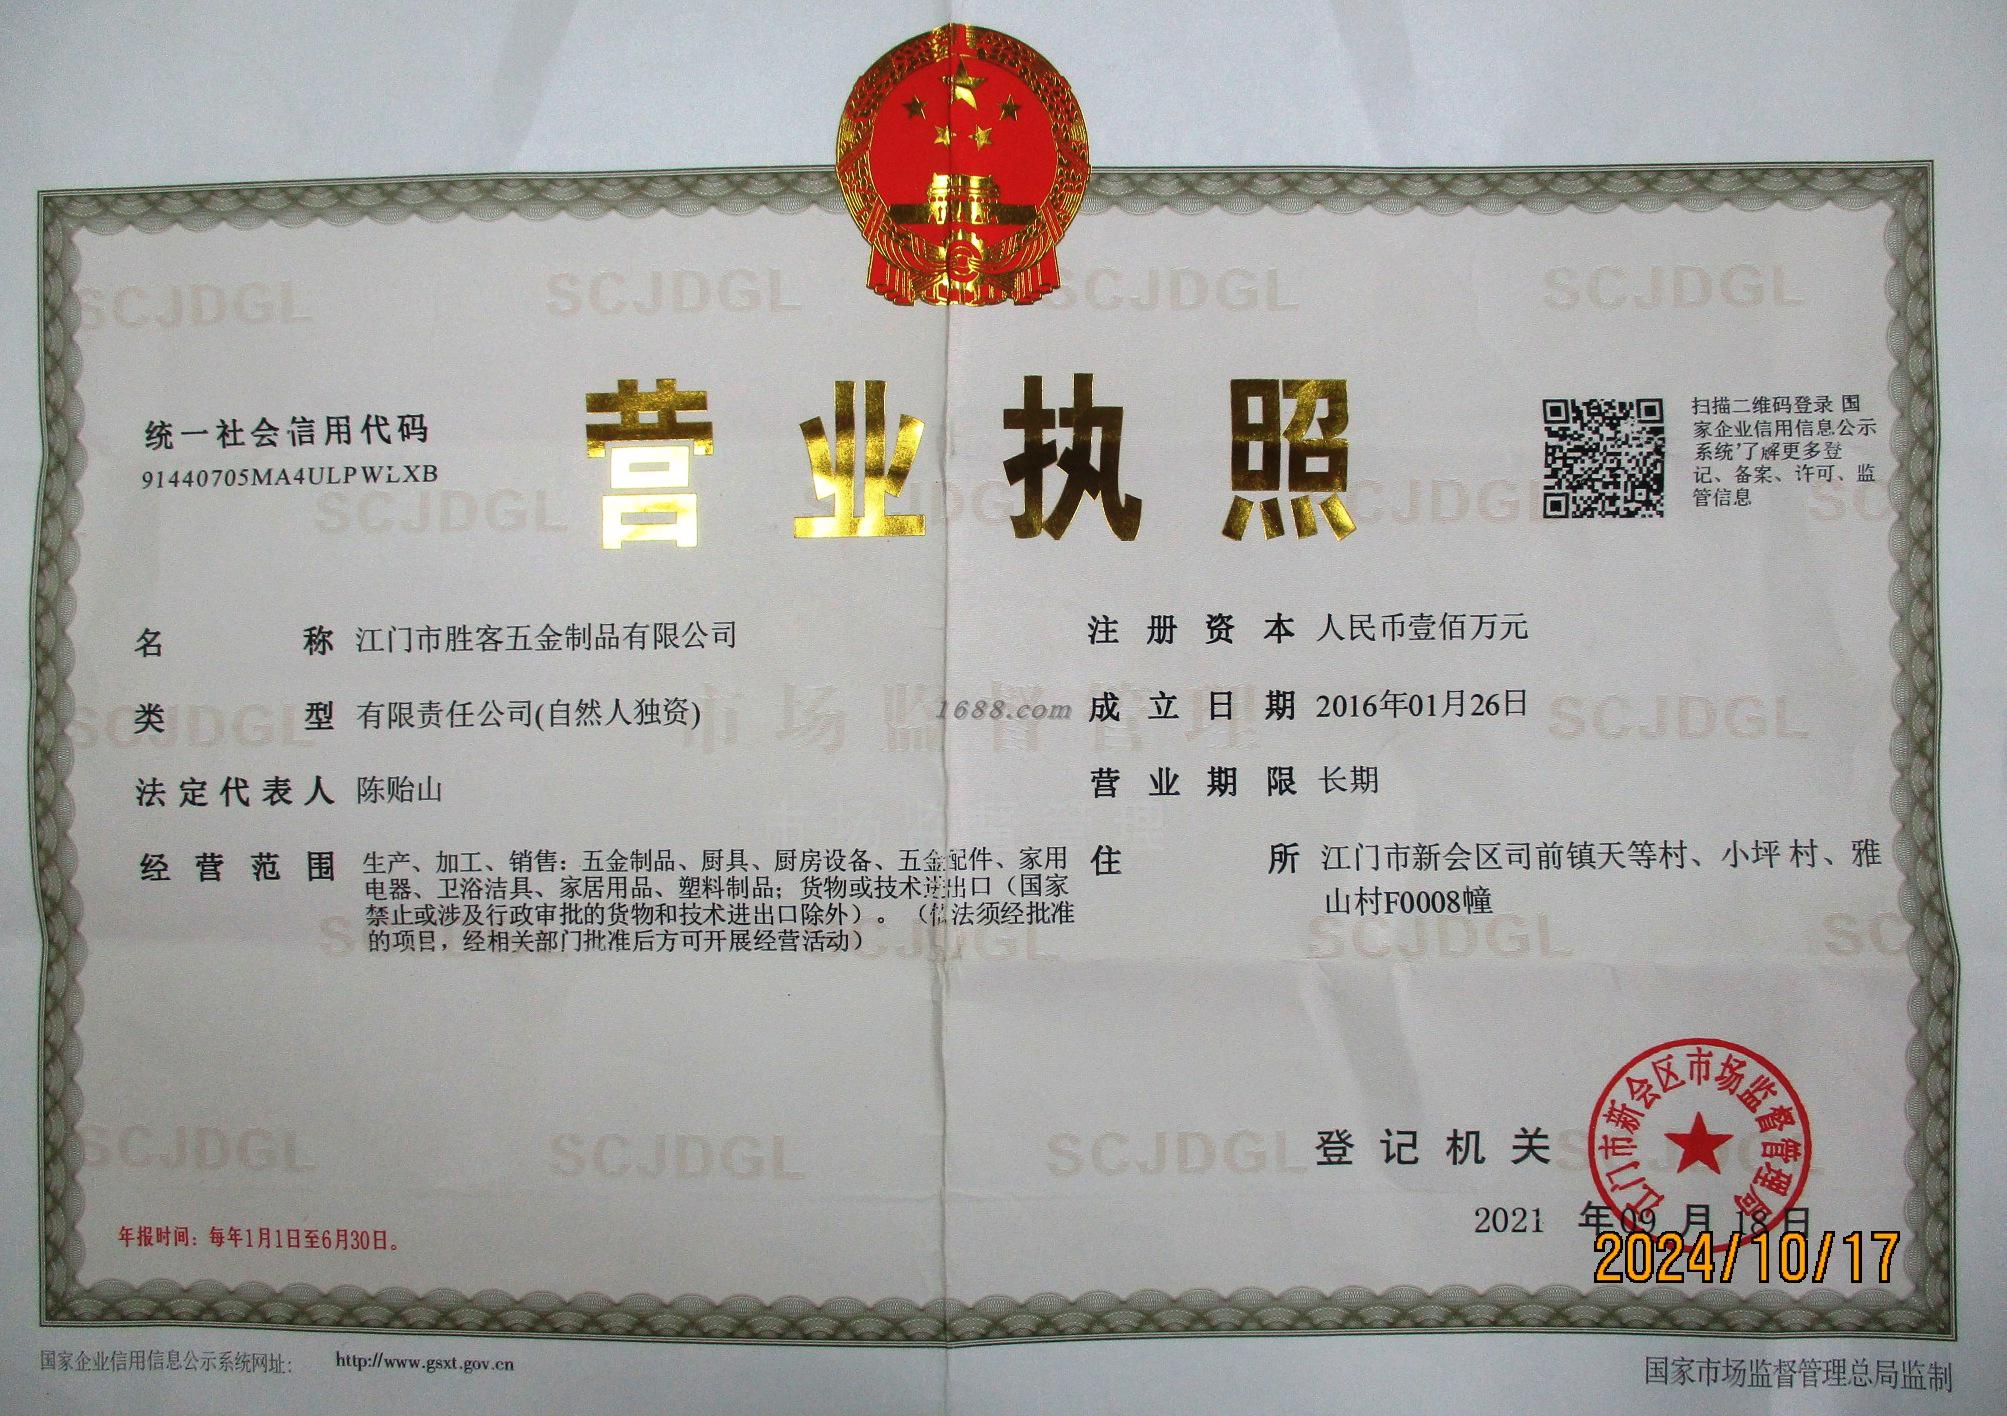 营业执照
统一社会信用代码
91440705MA4ULPWLXB
扫描二维码登录 国
家企业信用信息公示
系统'了解更多登
记、备案、许可、监
管信息
名称 江门市胜客五金制品有限公司
类型 有限责任公司(自然人独资)
法定代表人 陈贻山
经营范围 生产、加工、销售：五金制品、厨具、厨房设备、五金配件、家用
电器、卫浴洁具、家居用品、塑料制品；货物或技术进出口（国家
禁止或涉及行政审批的货物和技术进出口除外）。（依法须经批准
的项目，经相关部门批准后方可开展经营活动）
注册资本 人民币壹佰万元
成立日期 2016年01月26日
营业期限 长期
住所 江门市新会区司前镇天等村、小坪 村、雅
山村F0008幢
1688.com
SCJDGL
市场监督管理
登记机关
江门市新会区市场监督管理局
2021 年09 月 18 日
2024/10/17
年报时间：每年1月1日至6月30日。
国家企业信用信息公示系统网址： http://www.gsxt.gov.cn
国家市场监督管理总局监制